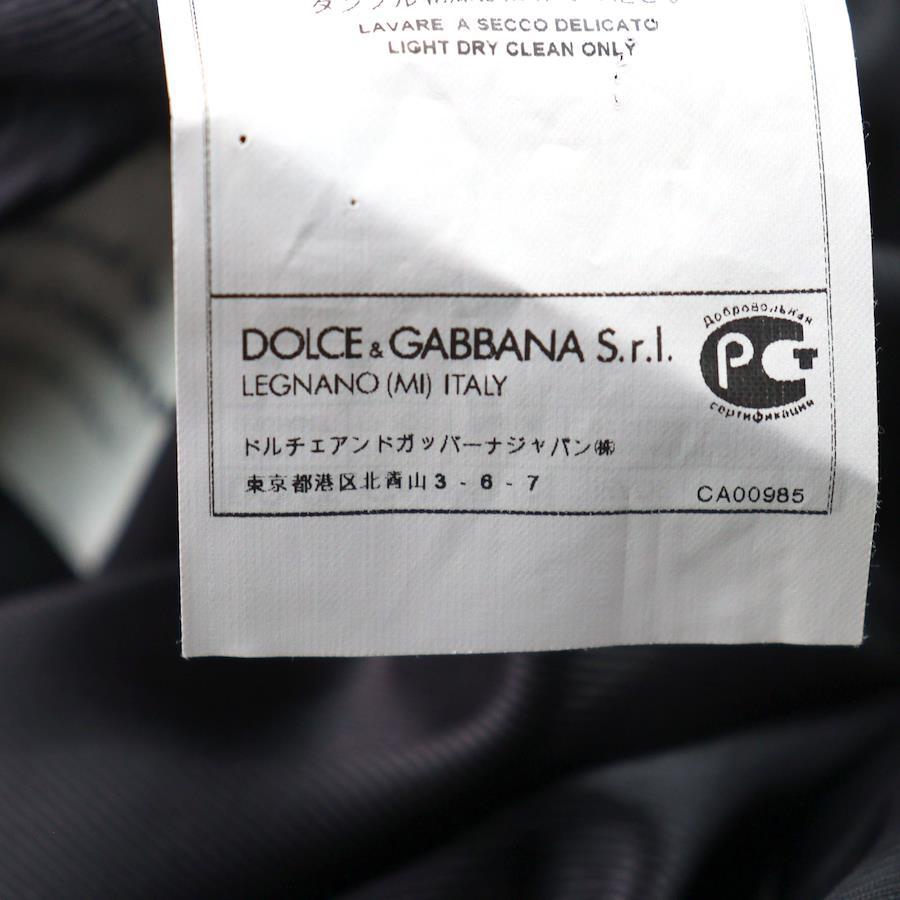 LAVARE A SECCO DELICATO
LIGHT DRY CLEAN ONLY
DOLCE & GABBANA S.r.l.
LEGNANO (MI) ITALY
Добровольная
РСТ
сертификации
ドルチェアンドガッバーナジャパン㈱
東京都港区北青山3-6-7
CA00985